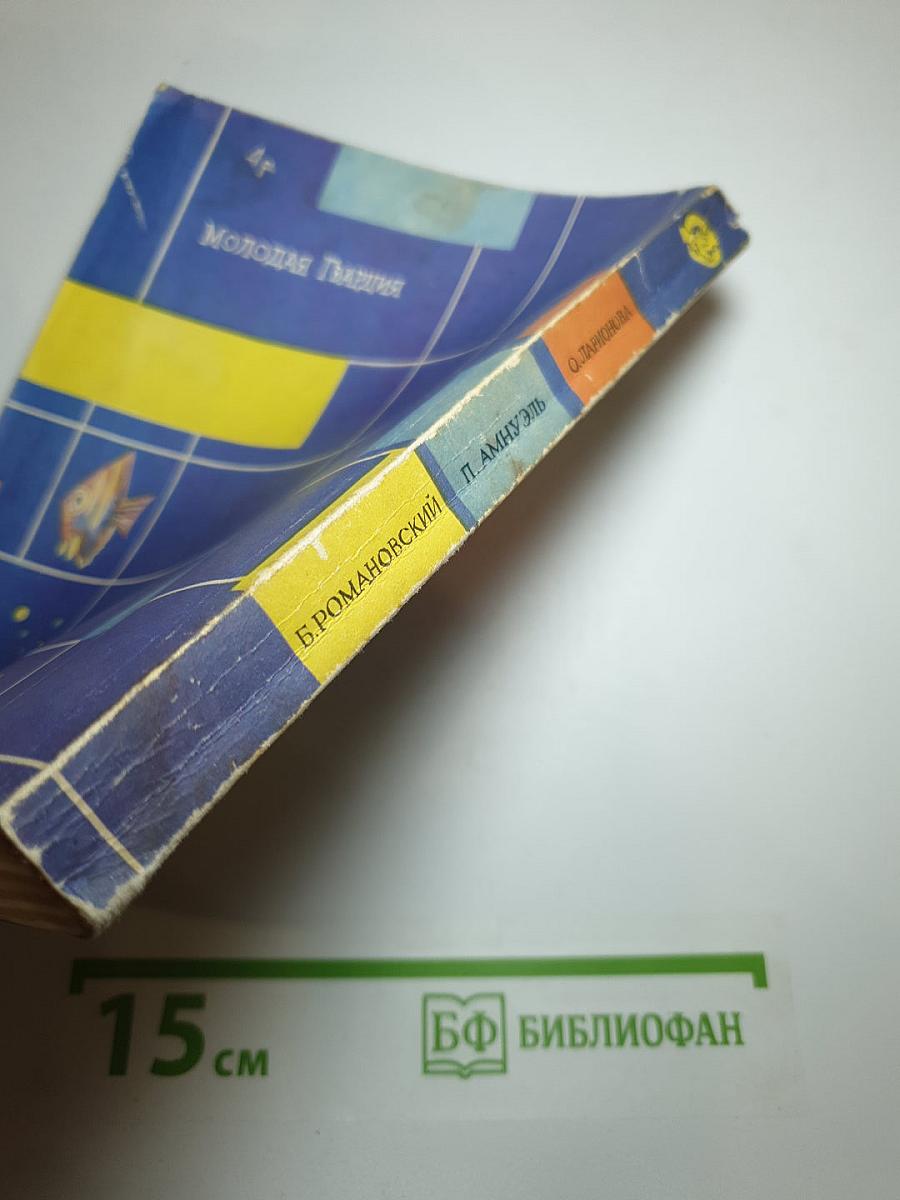 4р
Молодая Гвардия
О. ЛАРИОНОВА
П. АМНУЭЛЬ
Б. РОМАНОВСКИЙ
15 см
БФ БИБЛИОФАН